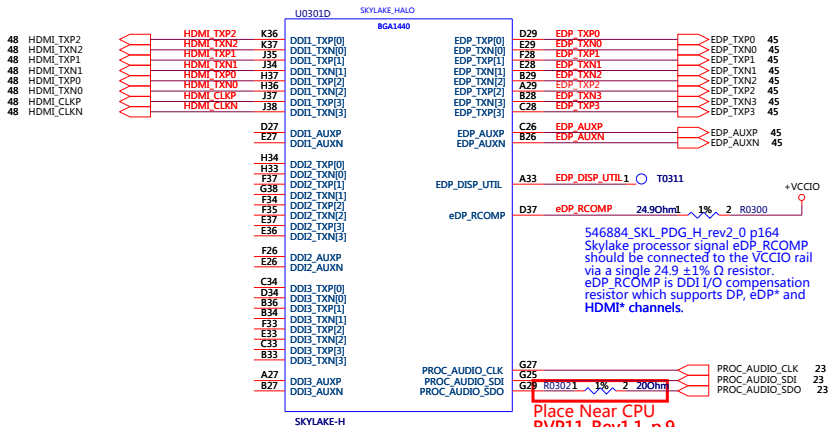 U0301D SKYLAKE_HALO
BGA1440
48 HDMI_TXP2 HDMI_TXP2 K36 DDI1_TXP[0] EDP_TXP[0] D29 EDP_TXP0 EDP_TXP0 45
48 HDMI_TXN2 HDMI_TXN2 K37 DDI1_TXN[0] EDP_TXN[0] E29 EDP_TXN0 EDP_TXN0 45
48 HDMI_TXP1 HDMI_TXP1 J35 DDI1_TXP[1] EDP_TXP[1] F28 EDP_TXP1 EDP_TXP1 45
48 HDMI_TXN1 HDMI_TXN1 J34 DDI1_TXN[1] EDP_TXN[1] E28 EDP_TXN1 EDP_TXN1 45
48 HDMI_TXP0 HDMI_TXP0 H37 DDI1_TXP[2] EDP_TXN[2] B29 EDP_TXN2 EDP_TXN2 45
48 HDMI_TXN0 HDMI_TXN0 H36 DDI1_TXN[2] EDP_TXP[2] A29 EDP_TXP2 EDP_TXP2 45
48 HDMI_CLKP HDMI_CLKP J37 DDI1_TXP[3] EDP_TXN[3] B28 EDP_TXN3 EDP_TXN3 45
48 HDMI_CLKN HDMI_CLKN J38 DDI1_TXN[3] EDP_TXP[3] C28 EDP_TXP3 EDP_TXP3 45
D27 DDI1_AUXP EDP_AUXP C26 EDP_AUXP EDP_AUXP 45
E27 DDI1_AUXN EDP_AUXN B26 EDP_AUXN EDP_AUXN 45
H34 DDI2_TXP[0]
H33 DDI2_TXN[0]
F37 DDI2_TXP[1] EDP_DISP_UTIL A33 EDP_DISP_UTIL 1 T0311
G38 DDI2_TXN[1]
F34 DDI2_TXP[2]
F35 DDI2_TXN[2] eDP_RCOMP D37 eDP_RCOMP 24.9Ohm 1 1% 2 R0300 +VCCIO
E37 DDI2_TXP[3]
E36 DDI2_TXN[3]
F26 DDI2_AUXP
E26 DDI2_AUXN
546884_SKL_PDG_H_rev2_0 p164
Skylake processor signal eDP_RCOMP
should be connected to the VCCIO rail
via a single 24.9 ±1% Ω resistor.
eDP_RCOMP is DDI I/O compensation
resistor which supports DP, eDP* and
HDMI* channels.
C34 DDI3_TXP[0]
D34 DDI3_TXN[0]
B36 DDI3_TXP[1]
B34 DDI3_TXN[1]
F33 DDI3_TXP[2]
E33 DDI3_TXN[2]
C33 DDI3_TXP[3]
B33 DDI3_TXN[3]
PROC_AUDIO_CLK G27 PROC_AUDIO_CLK 23
A27 DDI3_AUXP PROC_AUDIO_SDI G25 PROC_AUDIO_SDI 23
B27 DDI3_AUXN PROC_AUDIO_SDO G29 R0302 1 1% 2 20Ohm PROC_AUDIO_SDO 23
Place Near CPU
RVP11 Rev1.1 p.9
SKYLAKE-H